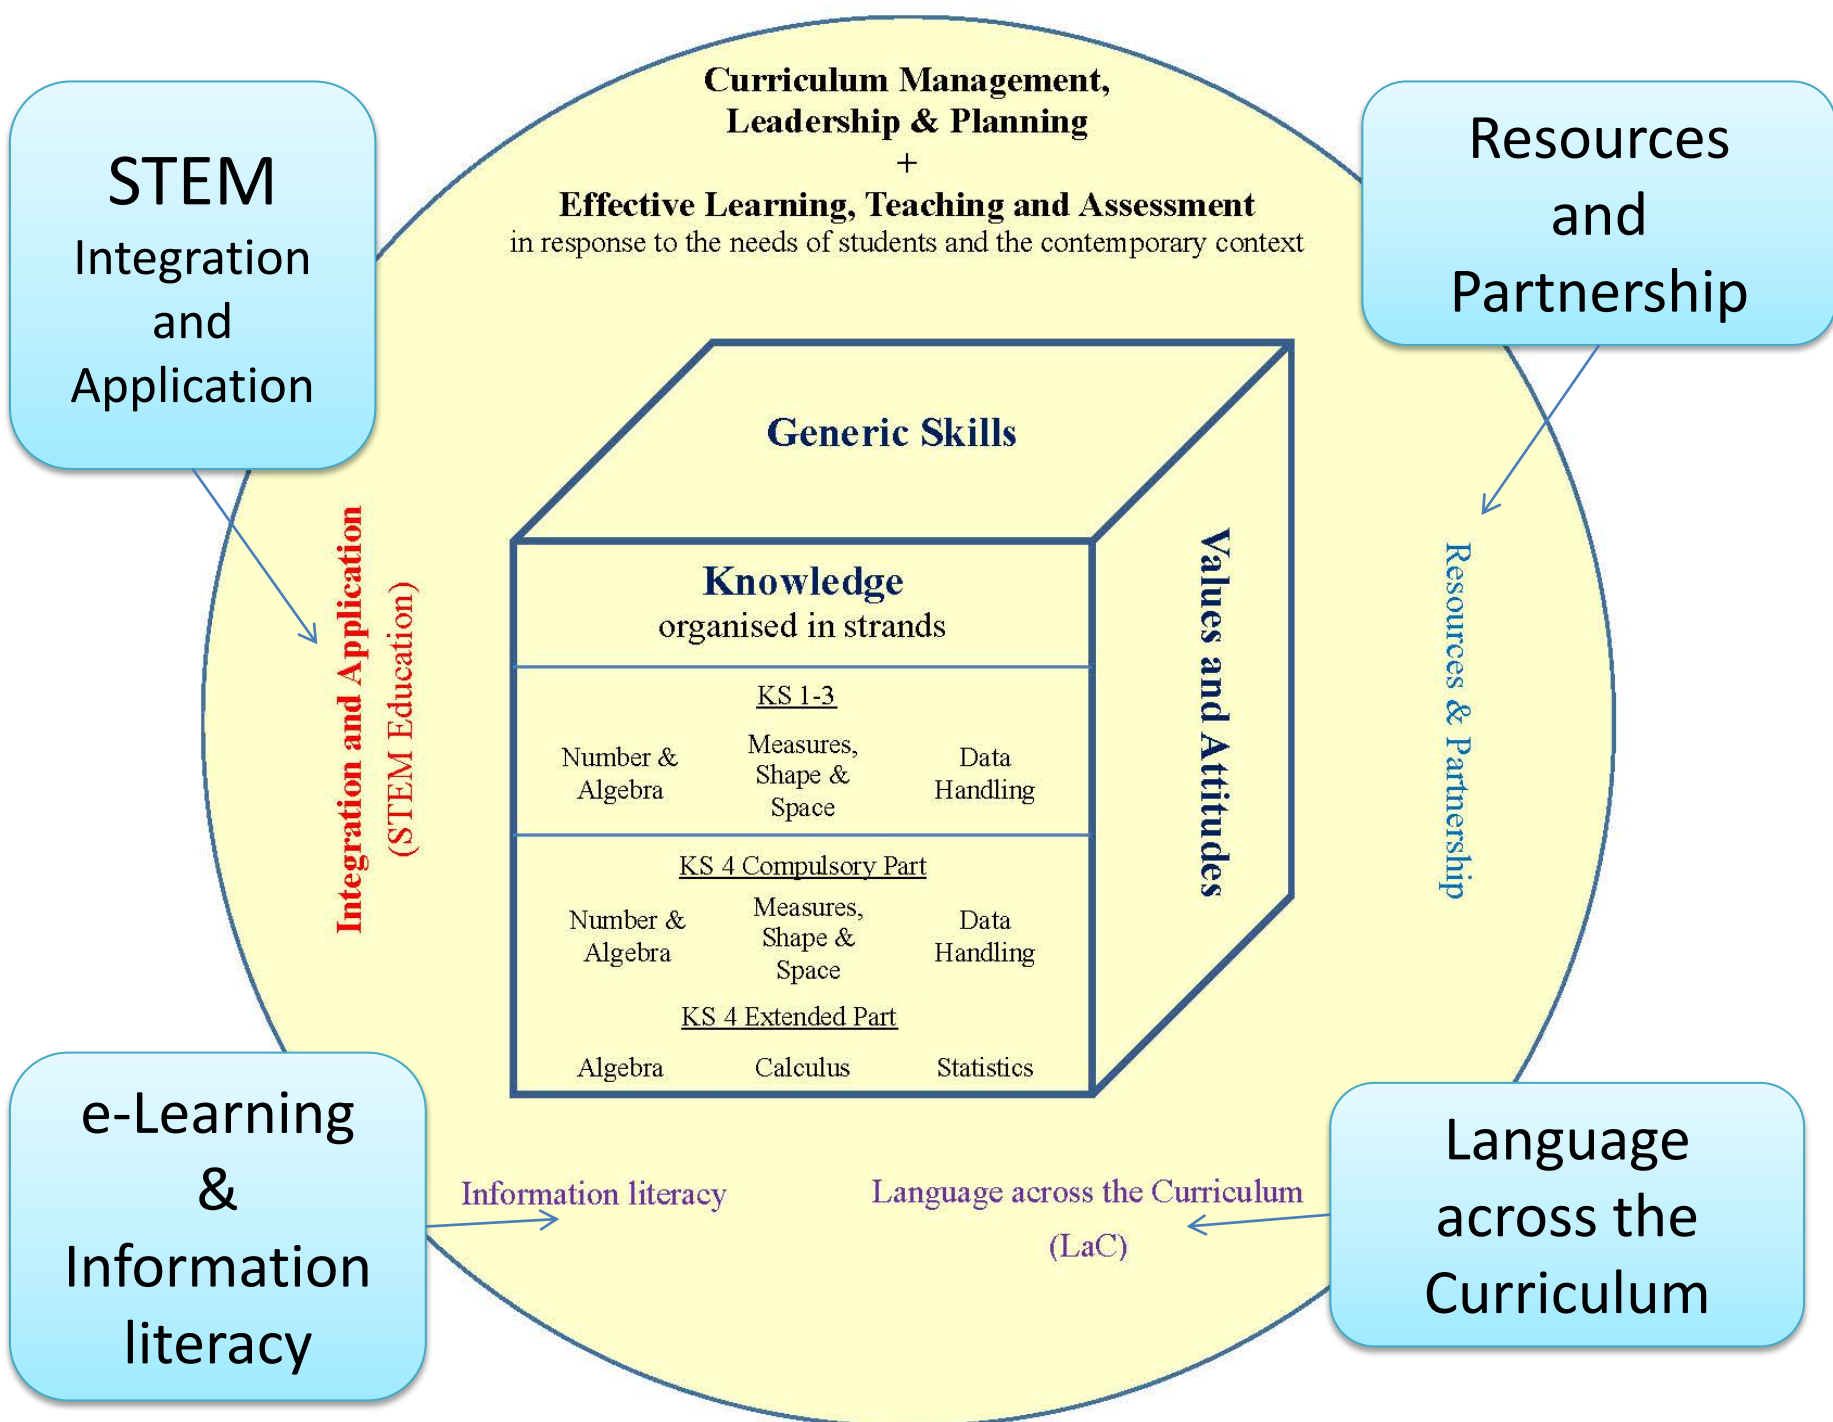 Curriculum Management,
Leadership & Planning
+
Effective Learning, Teaching and Assessment
in response to the needs of students and the contemporary context
STEM
Integration
and
Application
Resources
and
Partnership
Generic Skills
Knowledge
organised in strands
KS 1-3
Number &
Algebra
Measures,
Shape &
Space
Data
Handling
KS 4 Compulsory Part
Number &
Algebra
Measures,
Shape &
Space
Data
Handling
KS 4 Extended Part
Algebra
Calculus
Statistics
Values and Attitudes
Integration and Application
(STEM Education)
Resources & Partnership
e-Learning
&
Information
literacy
Information literacy
Language across the Curriculum
(LaC)
Language
across the
Curriculum